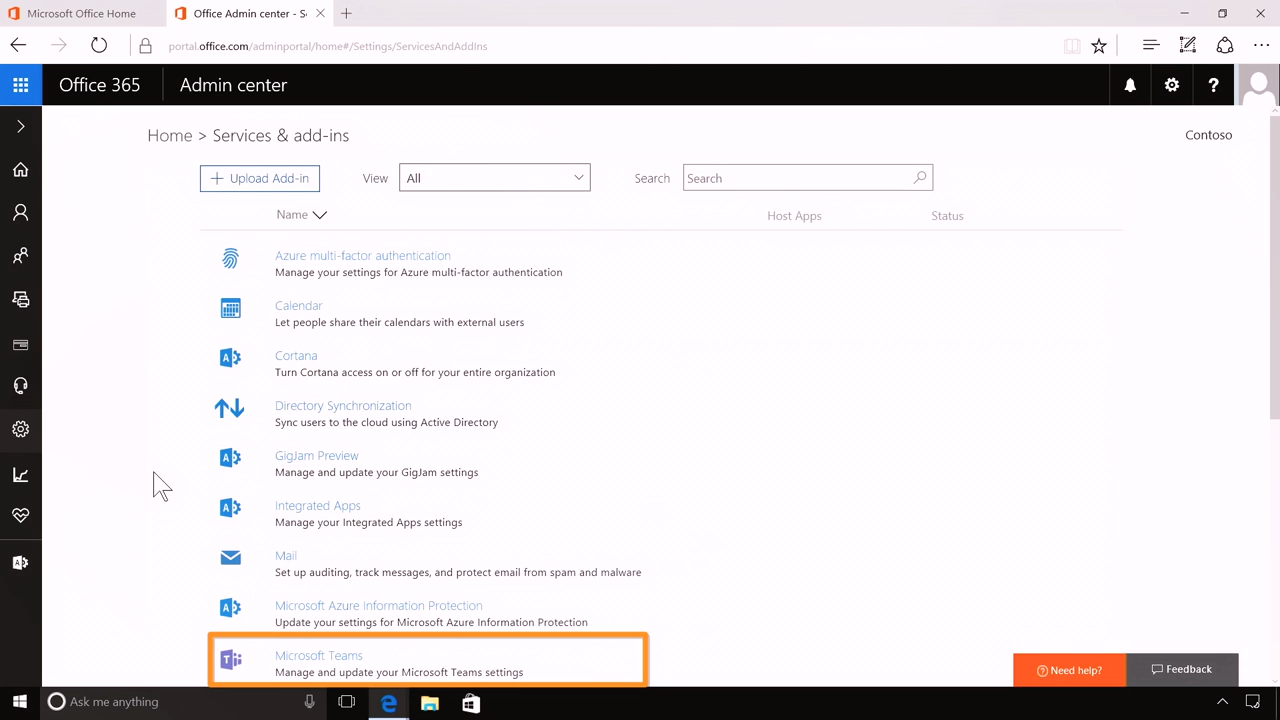 Microsoft Office Home
Office Admin center - S
portal.office.com/adminportal/home#/Settings/ServicesAndAddIns
Office 365
Admin center
Home > Services & add-ins
Contoso
Upload Add-in
View
All
Search
Search
Name
Host Apps
Status
Azure multi-factor authentication
Manage your settings for Azure multi-factor authentication
Calendar
Let people share their calendars with external users
Cortana
Turn Cortana access on or off for your entire organization
Directory Synchronization
Sync users to the cloud using Active Directory
GigJam Preview
Manage and update your GigJam settings
Integrated Apps
Manage your Integrated Apps settings
Mail
Set up auditing, track messages, and protect email from spam and malware
Microsoft Azure Information Protection
Update your settings for Microsoft Azure Information Protection
Microsoft Teams
Manage and update your Microsoft Teams settings
Need help?
Feedback
Ask me anything